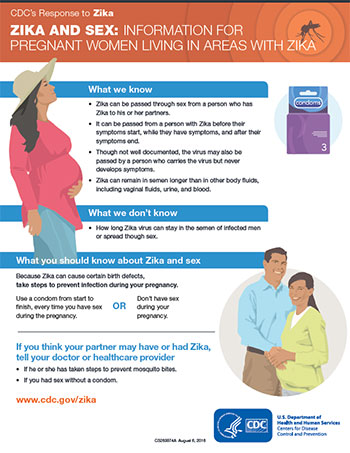 CDC's Response to Zika
ZIKA AND SEX: INFORMATION FOR
PREGNANT WOMEN LIVING IN AREAS WITH ZIKA
What we know
• Zika can be passed through sex from a person who has
Zika to his or her partners.
• It can be passed from a person with Zika before their
symptoms start, while they have symptoms, and after their
symptoms end.
• Though not well documented, the virus may also be
passed by a person who carries the virus but never
develops symptoms.
• Zika can remain in semen longer than in other body fluids,
including vaginal fluids, urine, and blood.
condoms
3
What we don't know
• How long Zika virus can stay in the semen of infected men
or spread though sex.
What you should know about Zika and sex
Because Zika can cause certain birth defects,
take steps to prevent infection during your pregnancy.
Use a condom from start to
finish, every time you have sex
during the pregnancy.
OR
Don't have sex
during your
pregnancy.
If you think your partner may have or had Zika,
tell your doctor or healthcare provider
• If he or she has taken steps to prevent mosquito bites.
• If you had sex without a condom.
www.cdc.gov/zika
CDC
U.S. Department of
Health and Human Services
Centers for Disease
Control and Prevention
August 6, 2016